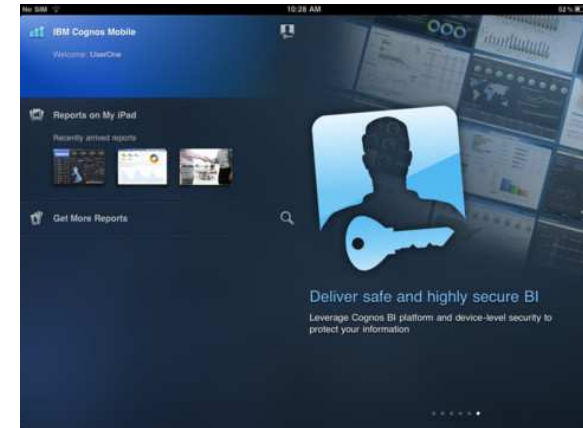 No SIM 10:28 AM 52%
IBM Cognos Mobile
Welcome: UserOne
Reports on My iPad
Recently arrived reports
Get More Reports
Deliver safe and highly secure BI
Leverage Cognos BI platform and device-level security to
protect your information